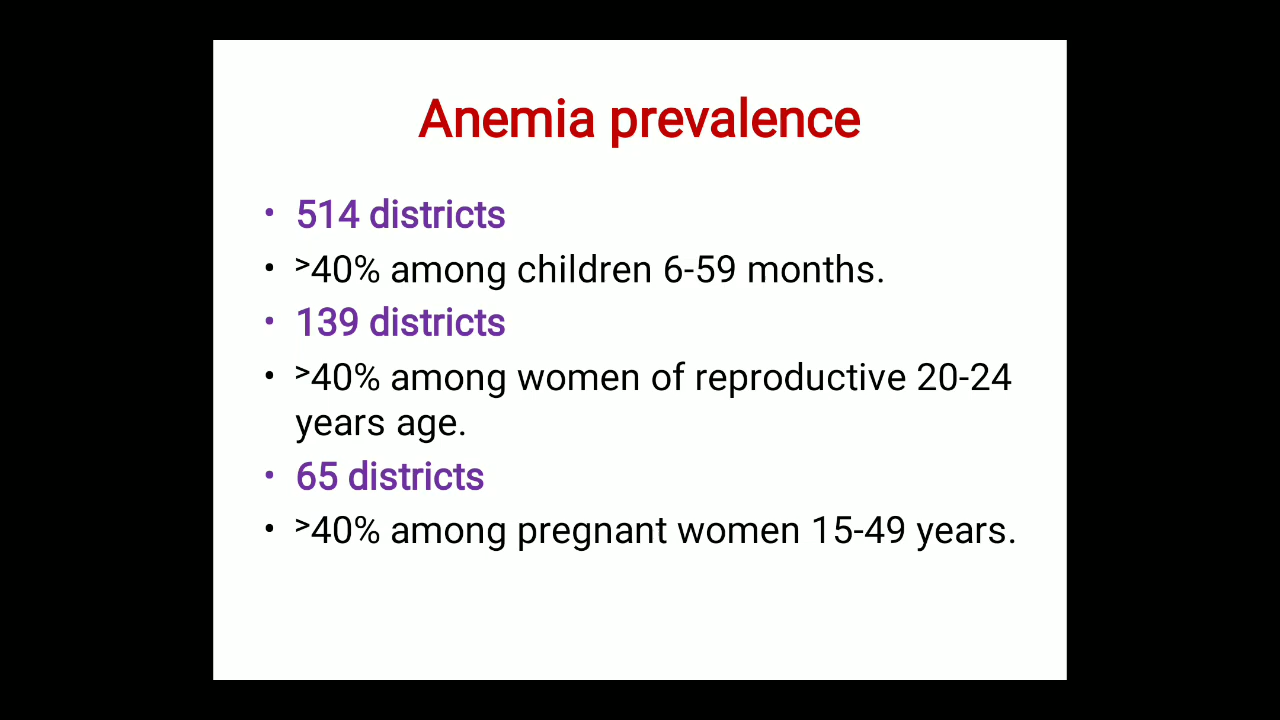 Anemia prevalence
• 514 districts
• >40% among children 6-59 months.
• 139 districts
• >40% among women of reproductive 20-24
years age.
• 65 districts
• >40% among pregnant women 15-49 years.